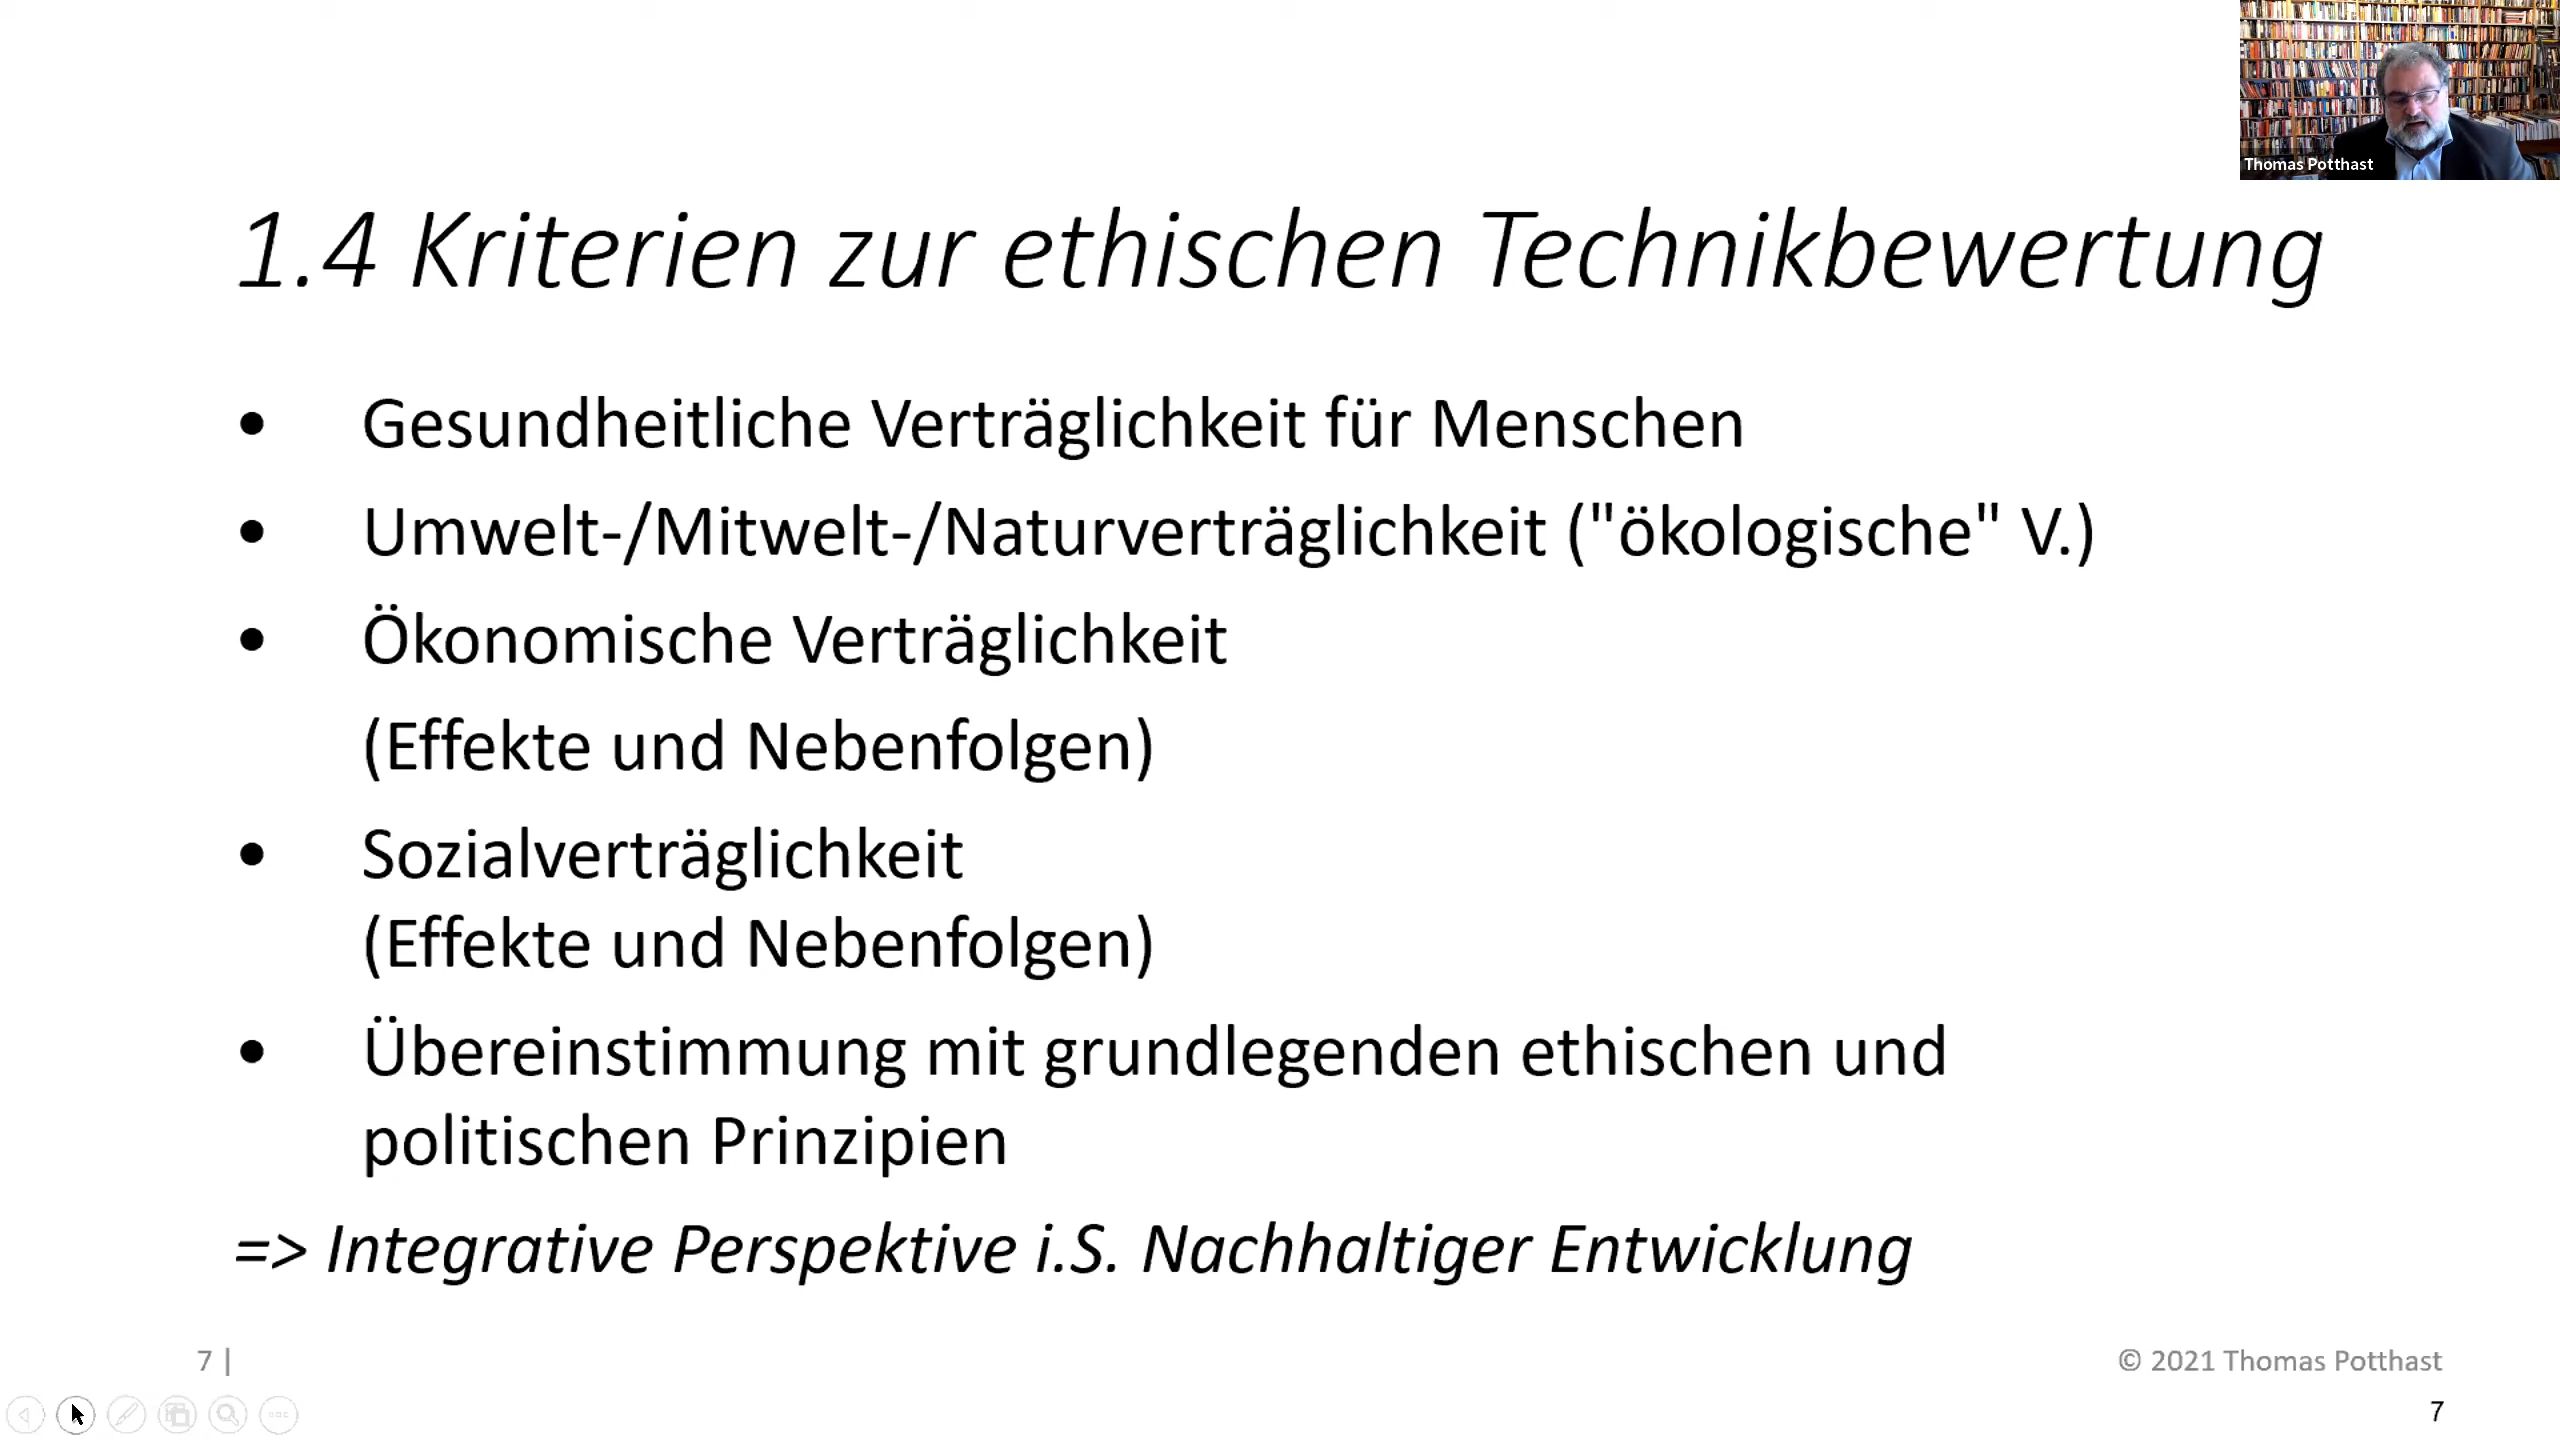 Thomas Potthast
1.4 Kriterien zur ethischen Technikbewertung
• Gesundheitliche Verträglichkeit für Menschen
• Umwelt-/Mitwelt-/Naturverträglichkeit ("ökologische" V.)
• Ökonomische Verträglichkeit
(Effekte und Nebenfolgen)
• Sozialverträglichkeit
(Effekte und Nebenfolgen)
• Übereinstimmung mit grundlegenden ethischen und
politischen Prinzipien
=> Integrative Perspektive i.S. Nachhaltiger Entwicklung
7 |
© 2021 Thomas Potthast
7